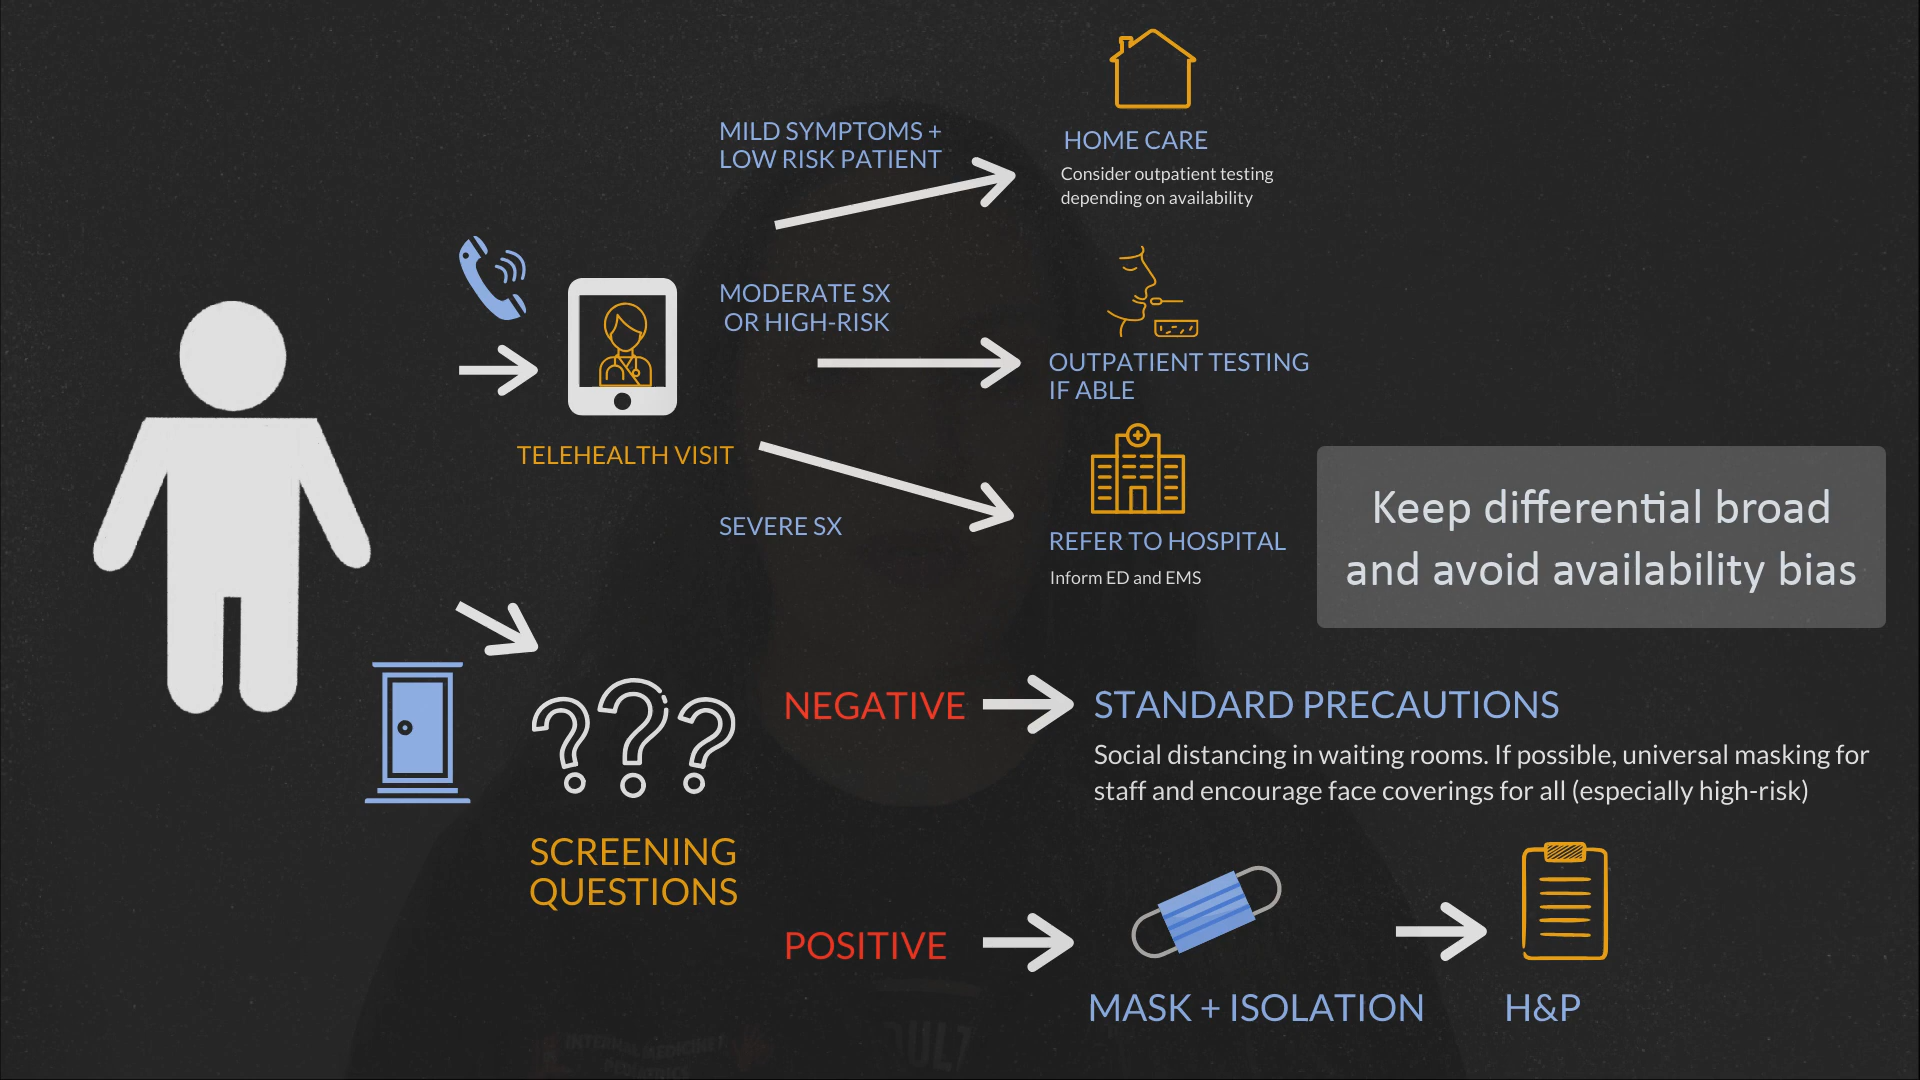 MILD SYMPTOMS +
LOW RISK PATIENT
HOME CARE
Consider outpatient testing
depending on availability
MODERATE SX
OR HIGH-RISK
OUTPATIENT TESTING
IF ABLE
TELEHEALTH VISIT
SEVERE SX
REFER TO HOSPITAL
Inform ED and EMS
Keep differential broad
and avoid availability bias
NEGATIVE
STANDARD PRECAUTIONS
Social distancing in waiting rooms. If possible, universal masking for
staff and encourage face coverings for all (especially high-risk)
SCREENING
QUESTIONS
POSITIVE
MASK + ISOLATION
H&P
INTERNAL MEDICINE
PEDIATRICS